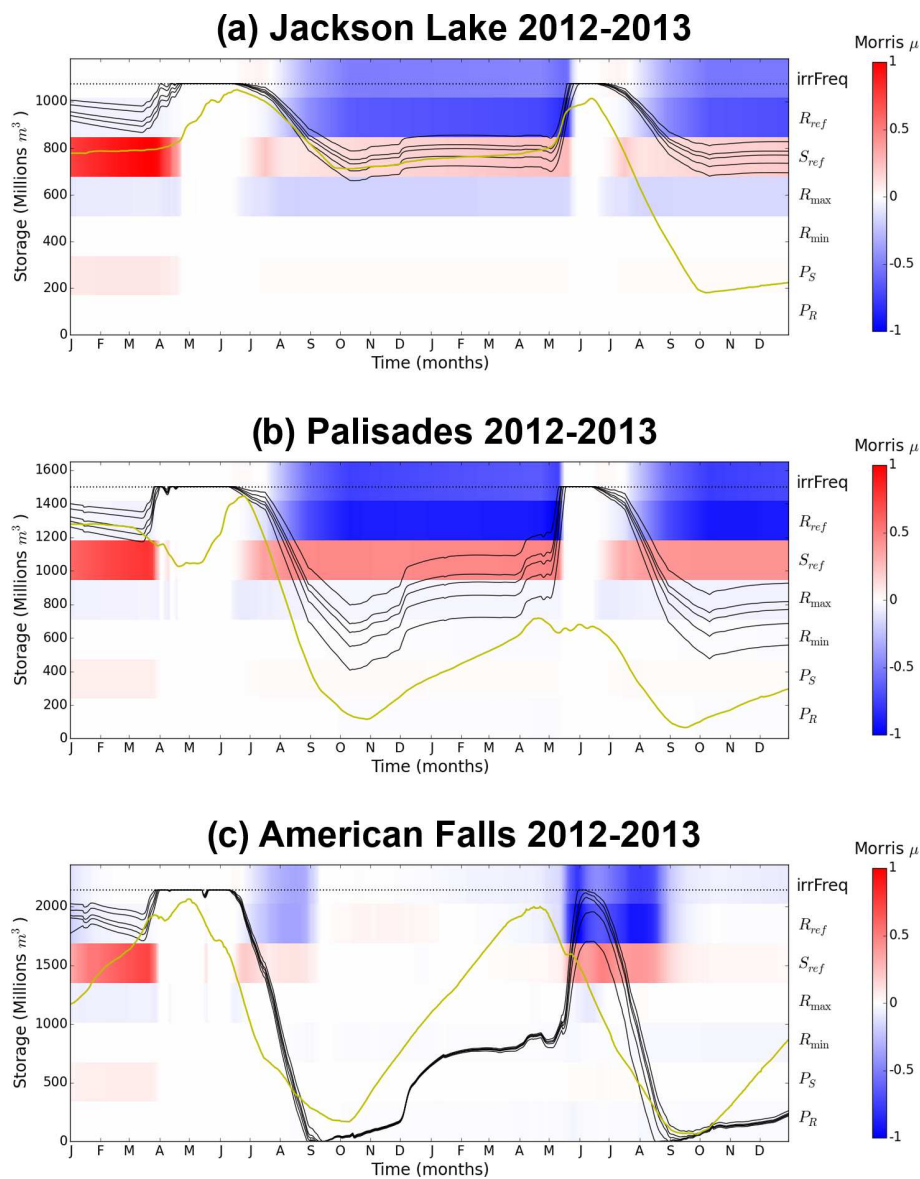 (a) Jackson Lake 2012-2013
Morris μ
Storage (Millions m³)
1000
800
600
400
200
0
irrFreq
R_ref
S_ref
R_max
R_min
P_S
P_R
1
0.5
0
-0.5
-1
J F M A M J J A S O N D J F M A M J J A S O N D
Time (months)
(b) Palisades 2012-2013
Morris μ
Storage (Millions m³)
1600
1400
1200
1000
800
600
400
200
0
irrFreq
R_ref
S_ref
R_max
R_min
P_S
P_R
1
0.5
0
-0.5
-1
J F M A M J J A S O N D J F M A M J J A S O N D
Time (months)
(c) American Falls 2012-2013
Morris μ
Storage (Millions m³)
2000
1500
1000
500
0
irrFreq
R_ref
S_ref
R_max
R_min
P_S
P_R
1
0.5
0
-0.5
-1
J F M A M J J A S O N D J F M A M J J A S O N D
Time (months)